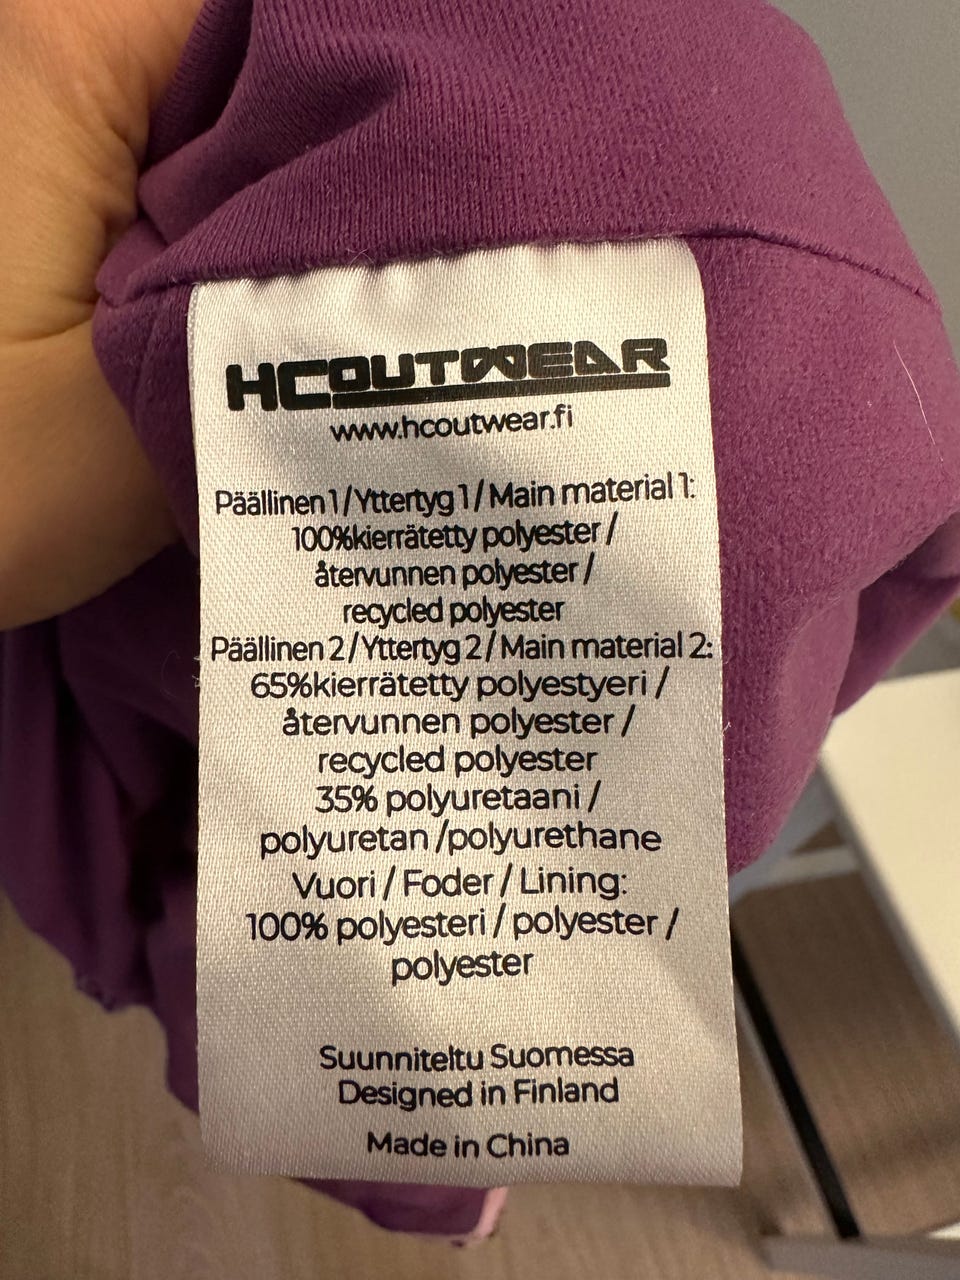 HCOUTWEAR
www.hcoutwear.fi
Päällinen 1/Yttertyg 1/Main material 1:
100%kierrätetty polyester /
återvunnen polyester /
recycled polyester
Päällinen 2/Yttertyg 2/Main material 2:
65%kierrätetty polyestyeri /
återvunnen polyester /
recycled polyester
35% polyuretaani /
polyuretan /polyurethane
Vuori / Foder / Lining:
100% polyesteri / polyester /
polyester
Suunniteltu Suomessa
Designed in Finland
Made in China